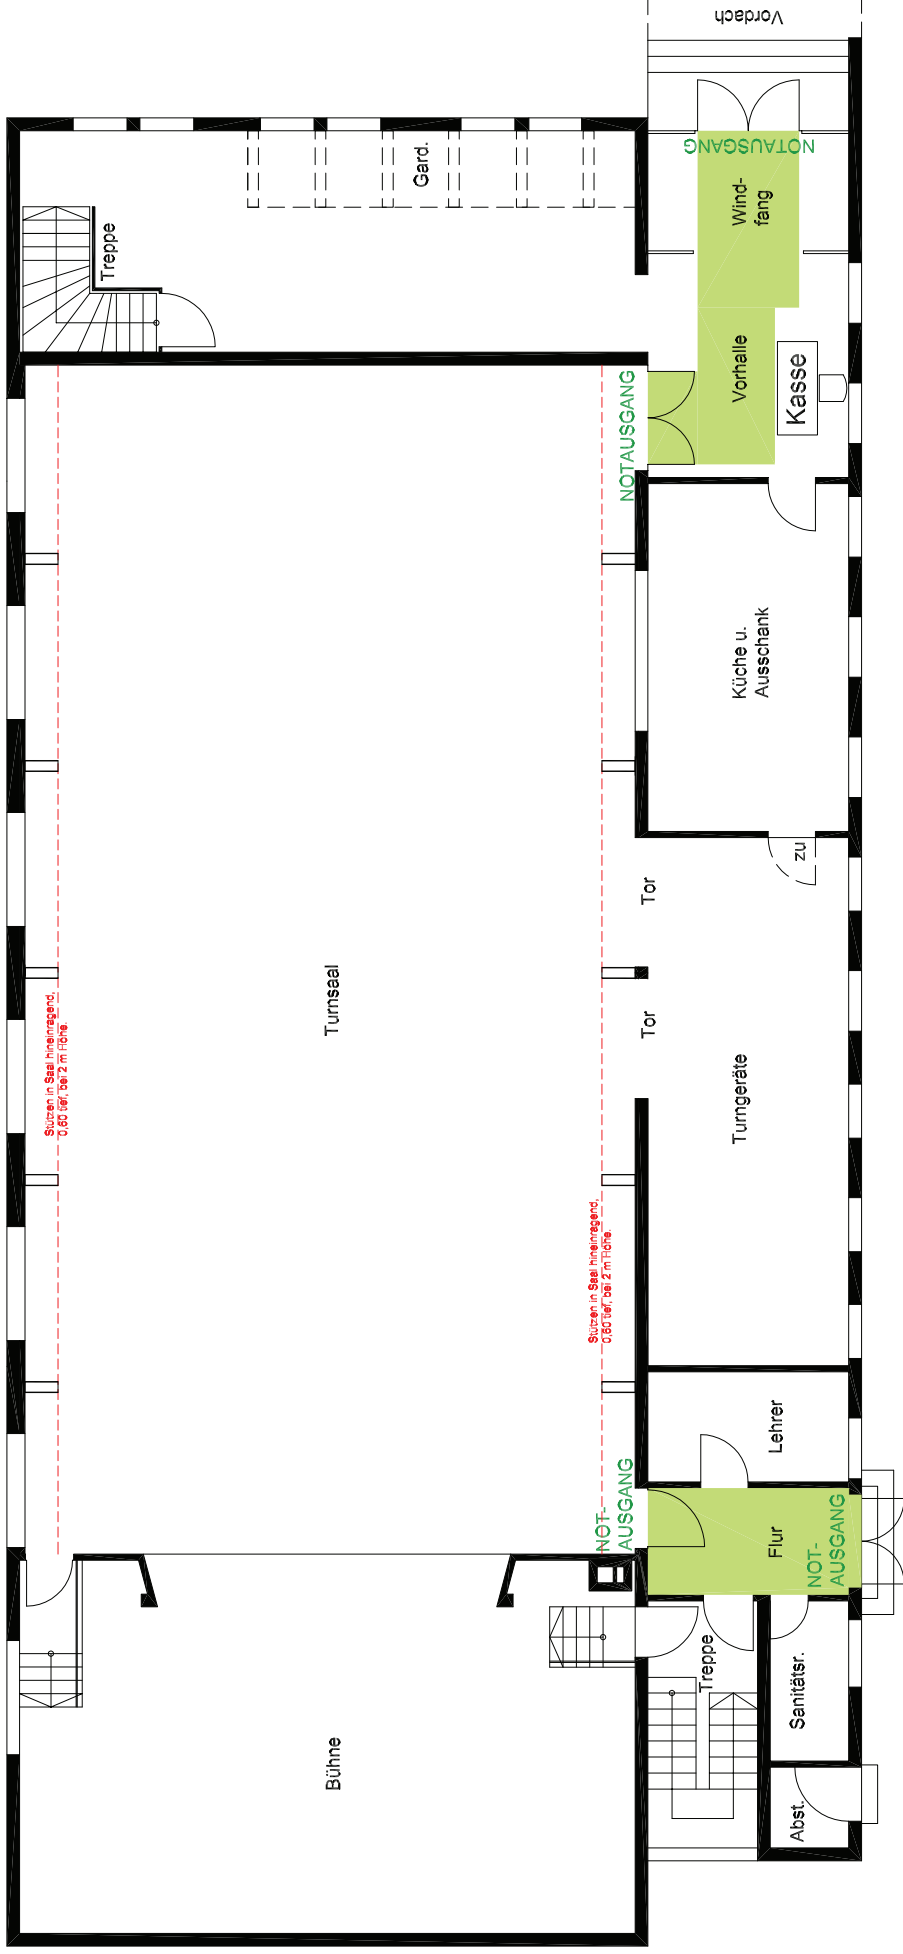 Vordach
NOTAUSGANG
Wind-
fang
Gard.
Treppe
Vorhalle
Kasse
NOTAUSGANG
Küche u.
Ausschank
zu
Tor
Tor
Turnsaal
Stützen in Saal hineinragend,
0,60 tief, bei 2 m Höhe.
Turngeräte
Stützen in Saal hineinragend,
0,60 tief, bei 2 m Höhe.
Lehrer
NOT-
AUSGANG
Flur
NOT-
AUSGANG
Treppe
Sanitätsr.
Bühne
Abst.